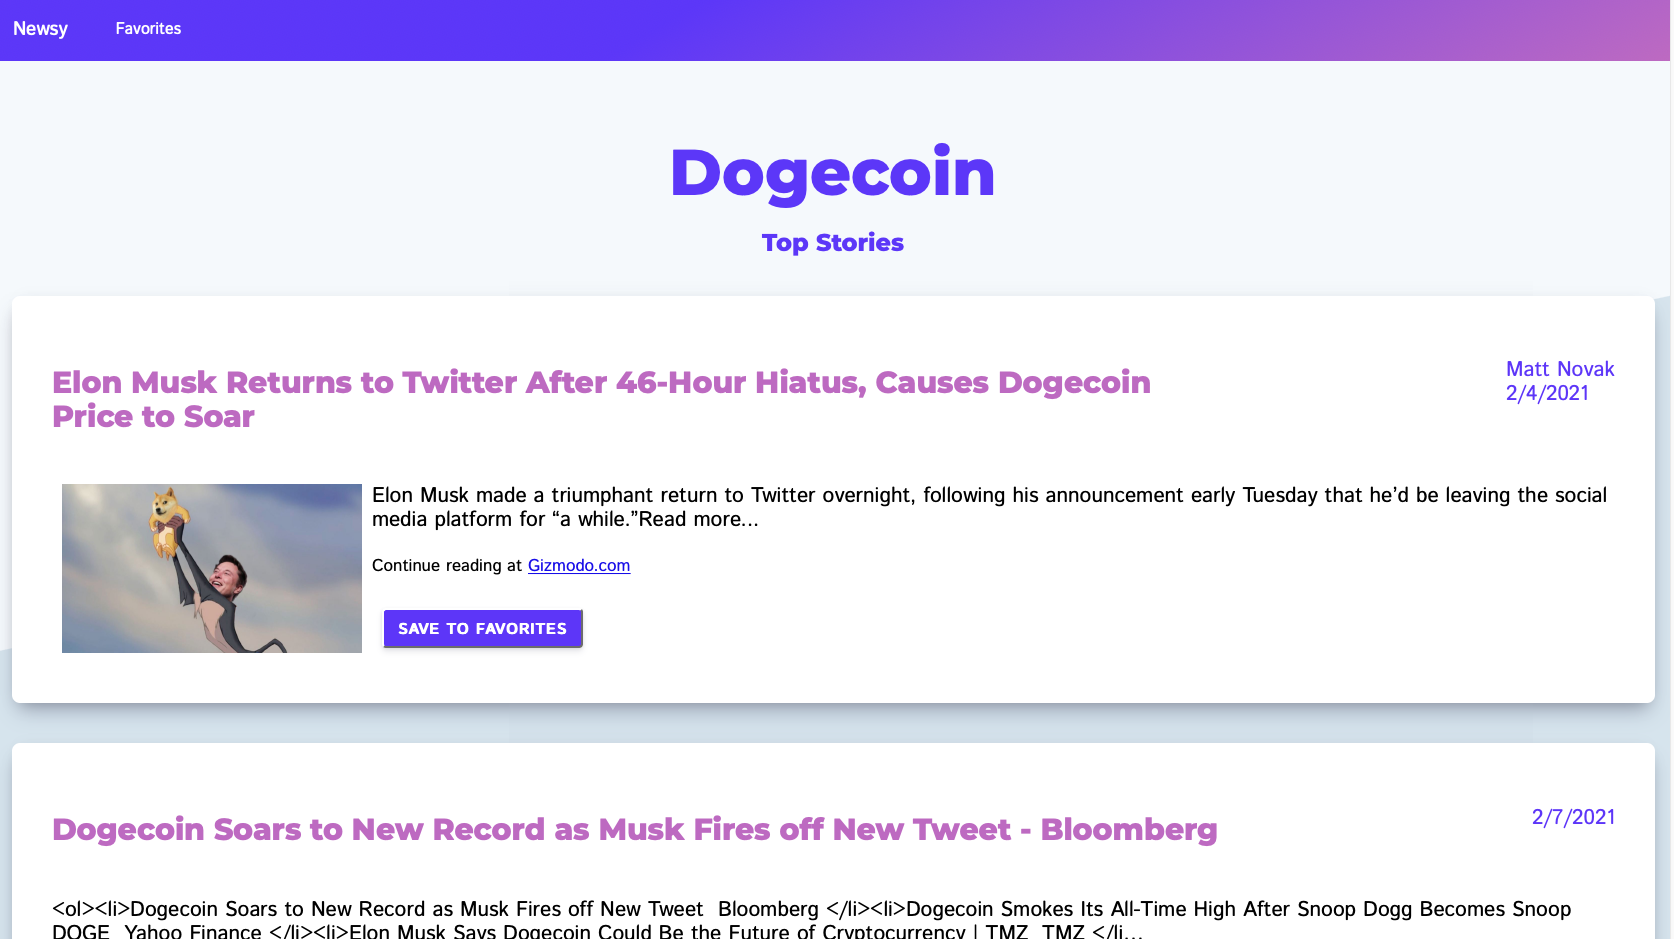 Newsy Favorites
Dogecoin
Top Stories
Elon Musk Returns to Twitter After 46-Hour Hiatus, Causes Dogecoin
Price to Soar
Matt Novak
2/4/2021
Elon Musk made a triumphant return to Twitter overnight, following his announcement early Tuesday that he’d be leaving the social
media platform for “a while.”Read more...
Continue reading at Gizmodo.com
SAVE TO FAVORITES
Dogecoin Soars to New Record as Musk Fires off New Tweet - Bloomberg
2/7/2021
<ol><li>Dogecoin Soars to New Record as Musk Fires off New Tweet  Bloomberg </li><li>Dogecoin Smokes Its All-Time High After Snoop Dogg Becomes Snoop
DOGE  Yahoo Finance </li><li>Elon Musk Says Dogecoin Could Be the Future of Cryptocurrency | TMZ  TMZ </li...